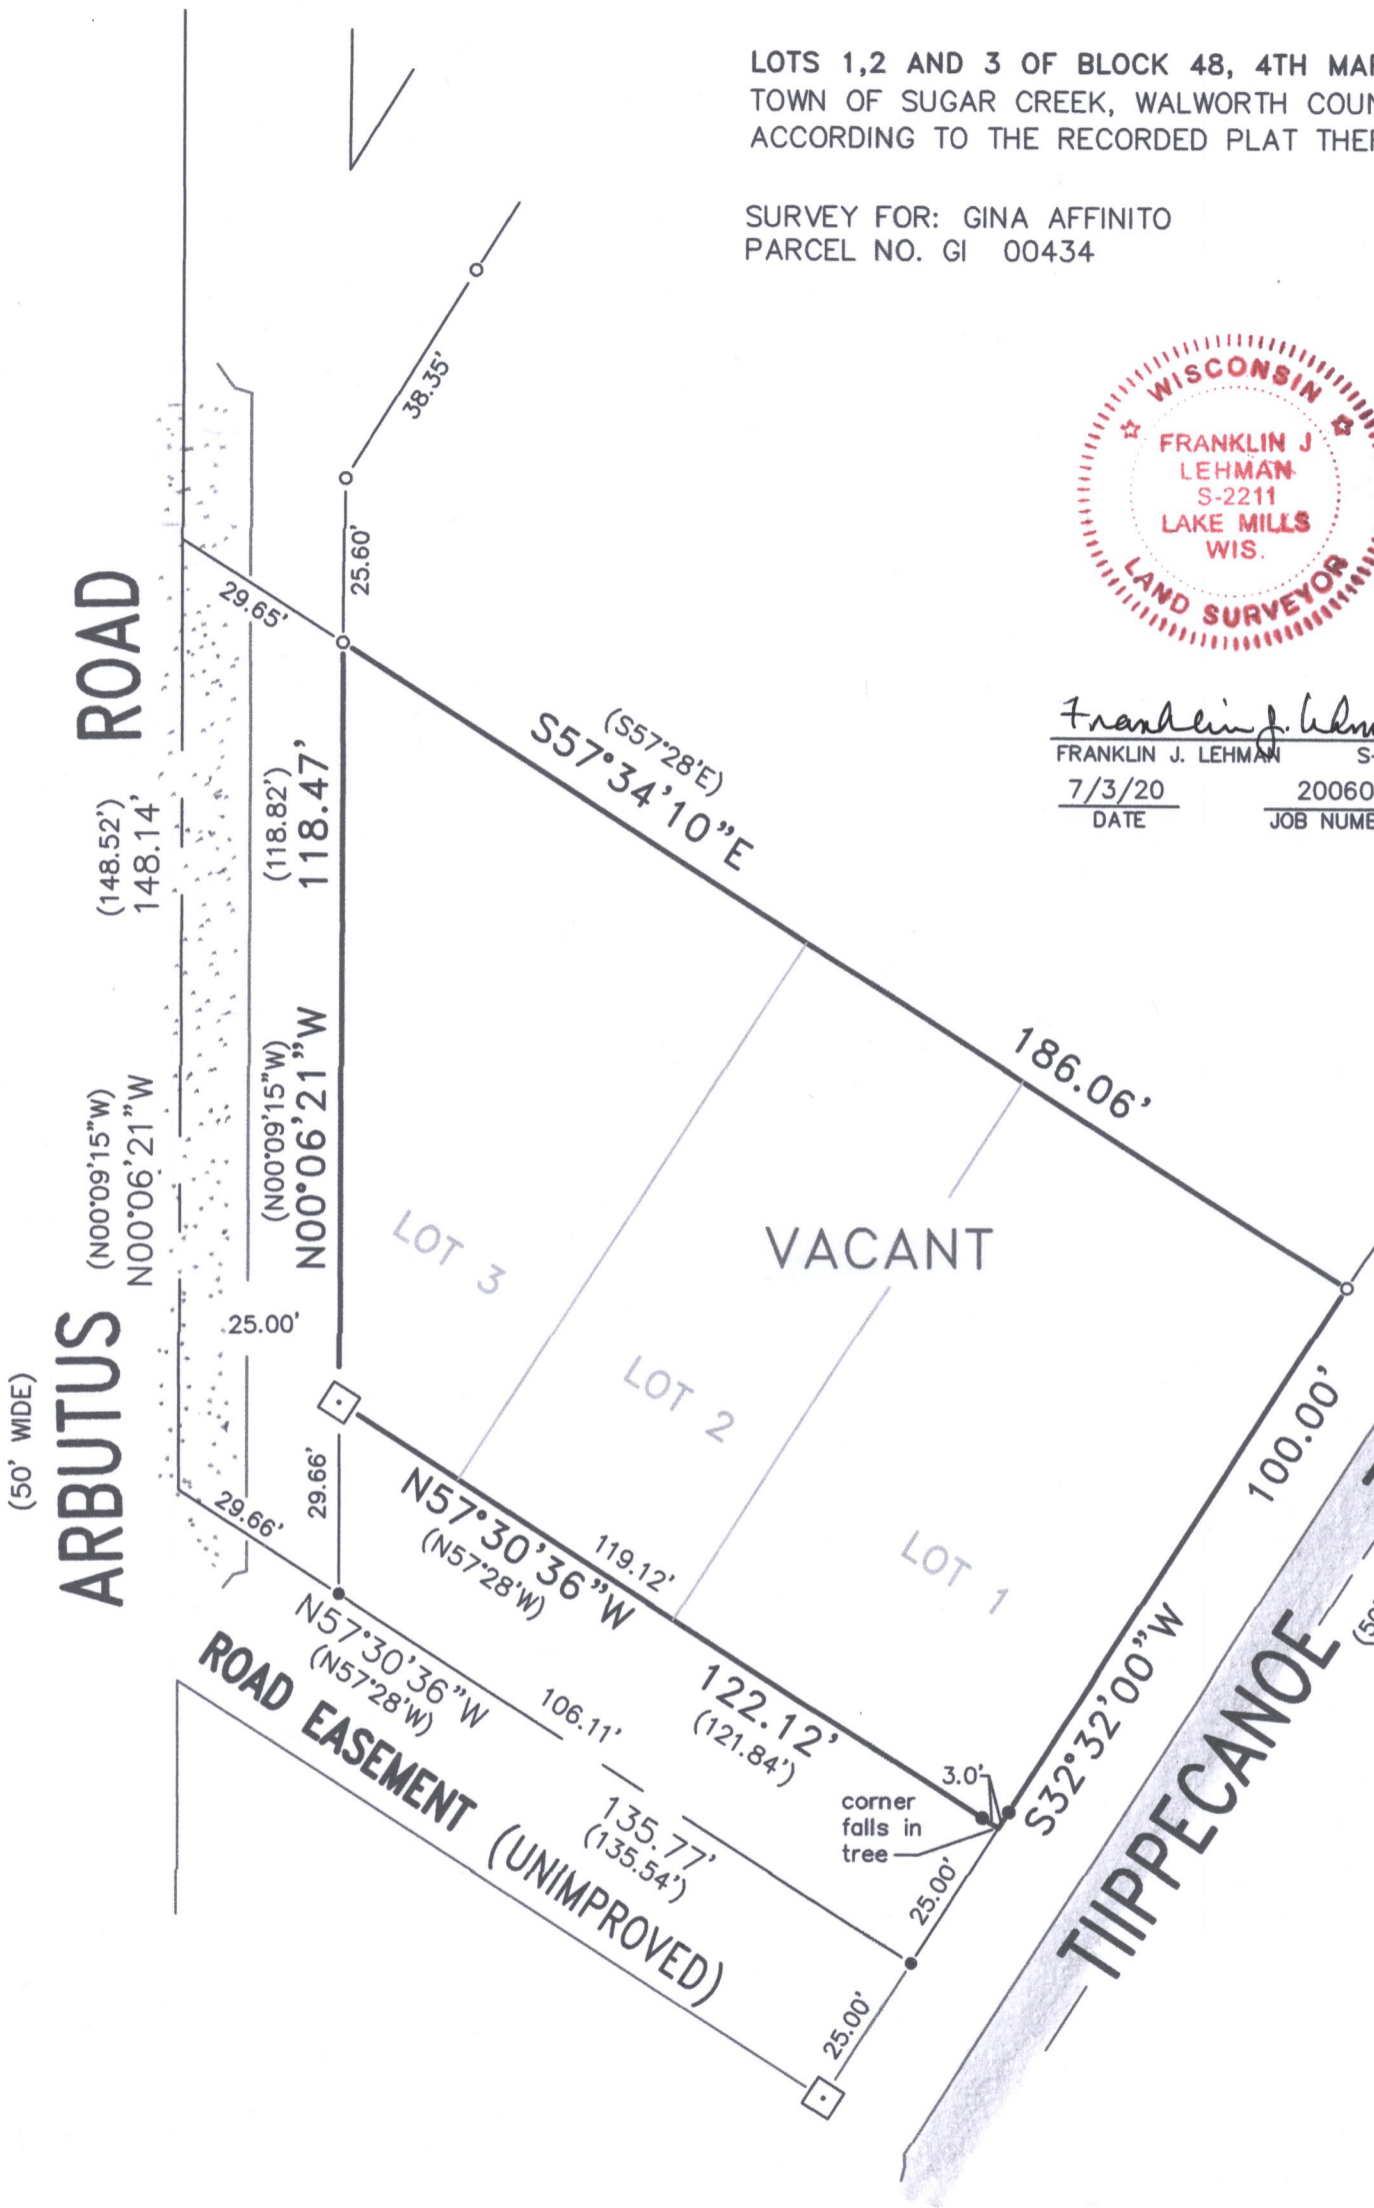 LOTS 1,2 AND 3 OF BLOCK 48, 4TH
TOWN OF SUGAR CREEK, WALWORTH
ACCORDING TO THE RECORDED PLAT
SURVEY FOR: GINA AFFINITO
PARCEL NO. GI 00434
WISCONSIN
FRANKLIN J
LEHMAN
S-2211
LAKE MILLS
WIS.
LAND SURVEYOR
Franklin J.
FRANKLIN J. LEHMAN
7/3/20
DATE
20060
JOB
38.35'
25.60'
29.65'
ARBUTUS ROAD
(50' WIDE)
(148.52')
148.14'
(N00°09'15"W)
N00°06'21"W
(118.82')
118.47'
(N00°09'15"W)
N00°06'21"W
(S57°28'E)
S57°34'10"E
186.06'
VACANT
LOT 3
LOT 2
LOT 1
25.00'
29.66'
29.66'
100.00'
S32°32'00"W
N57°30'36"W
(N57°28'W)
119.12'
122.12'
(121.84')
3.0'
corner
falls in
tree
25.00'
N57°30'36"W
(N57°28'W)
106.11'
135.77'
(135.54')
ROAD EASEMENT (UNIMPROVED)
25.00'
TIIPPECANOE